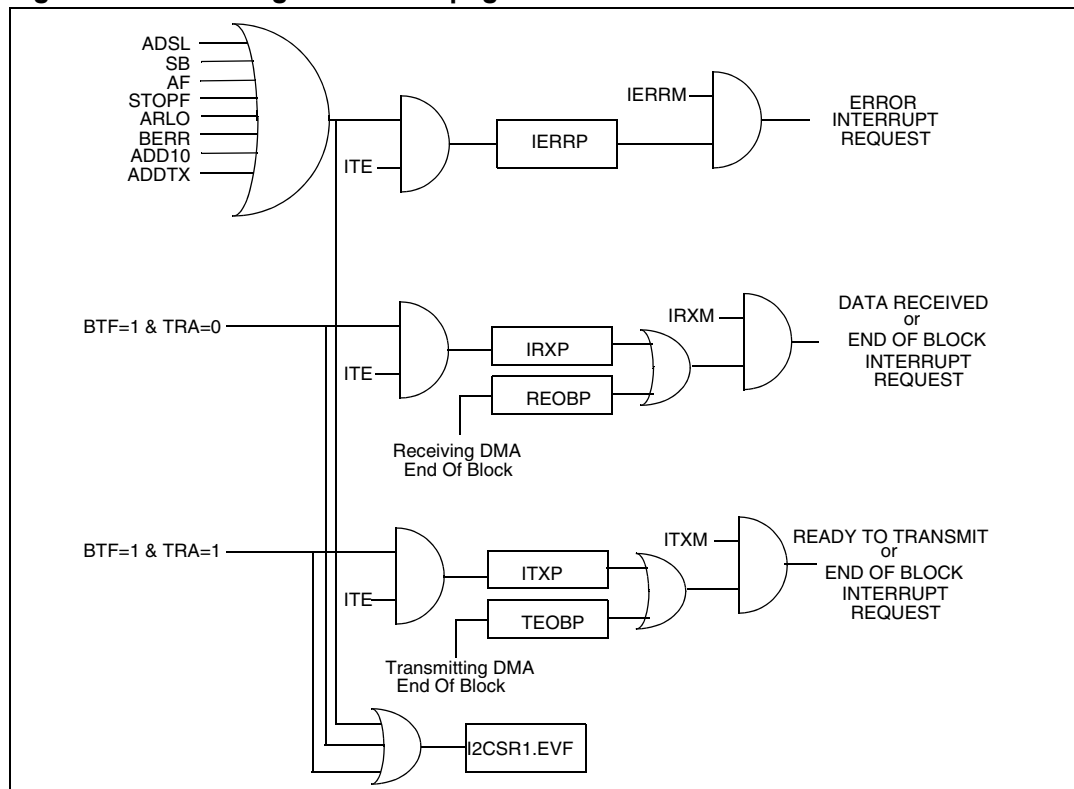 ADSL
SB
AF
STOPF
ARLO
BERR
ADD10
ADDTX
ITE
IERRP
IERRM
ERROR
INTERRUPT
REQUEST
BTF=1 & TRA=0
ITE
IRXP
REOBP
Receiving DMA
End Of Block
IRXM
DATA RECEIVED
or
END OF BLOCK
INTERRUPT
REQUEST
BTF=1 & TRA=1
ITE
ITXP
TEOBP
Transmitting DMA
End Of Block
ITXM
READY TO TRANSMIT
or
END OF BLOCK
INTERRUPT
REQUEST
I2CSR1.EVF